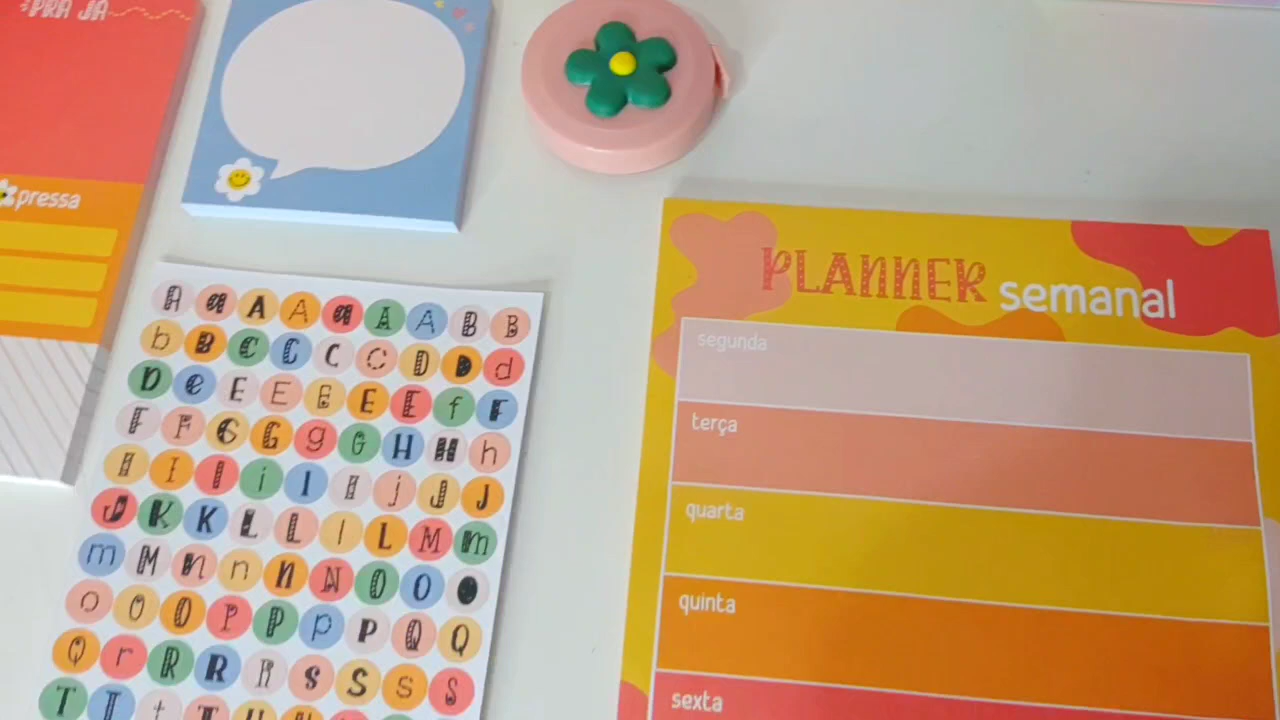 PRA JÁ
pressa
PLANNER semanal
segunda
terça
quarta
quinta
sexta
A a A A a A A B B
b B C C C C D D d
D e E E E E E f F
F F G G g G H H h
I I I i I I j J J
J K K L L l L M m
m M n n n N O O O
O O O P P P P Q Q
Q r R R R S S S S
T T t T